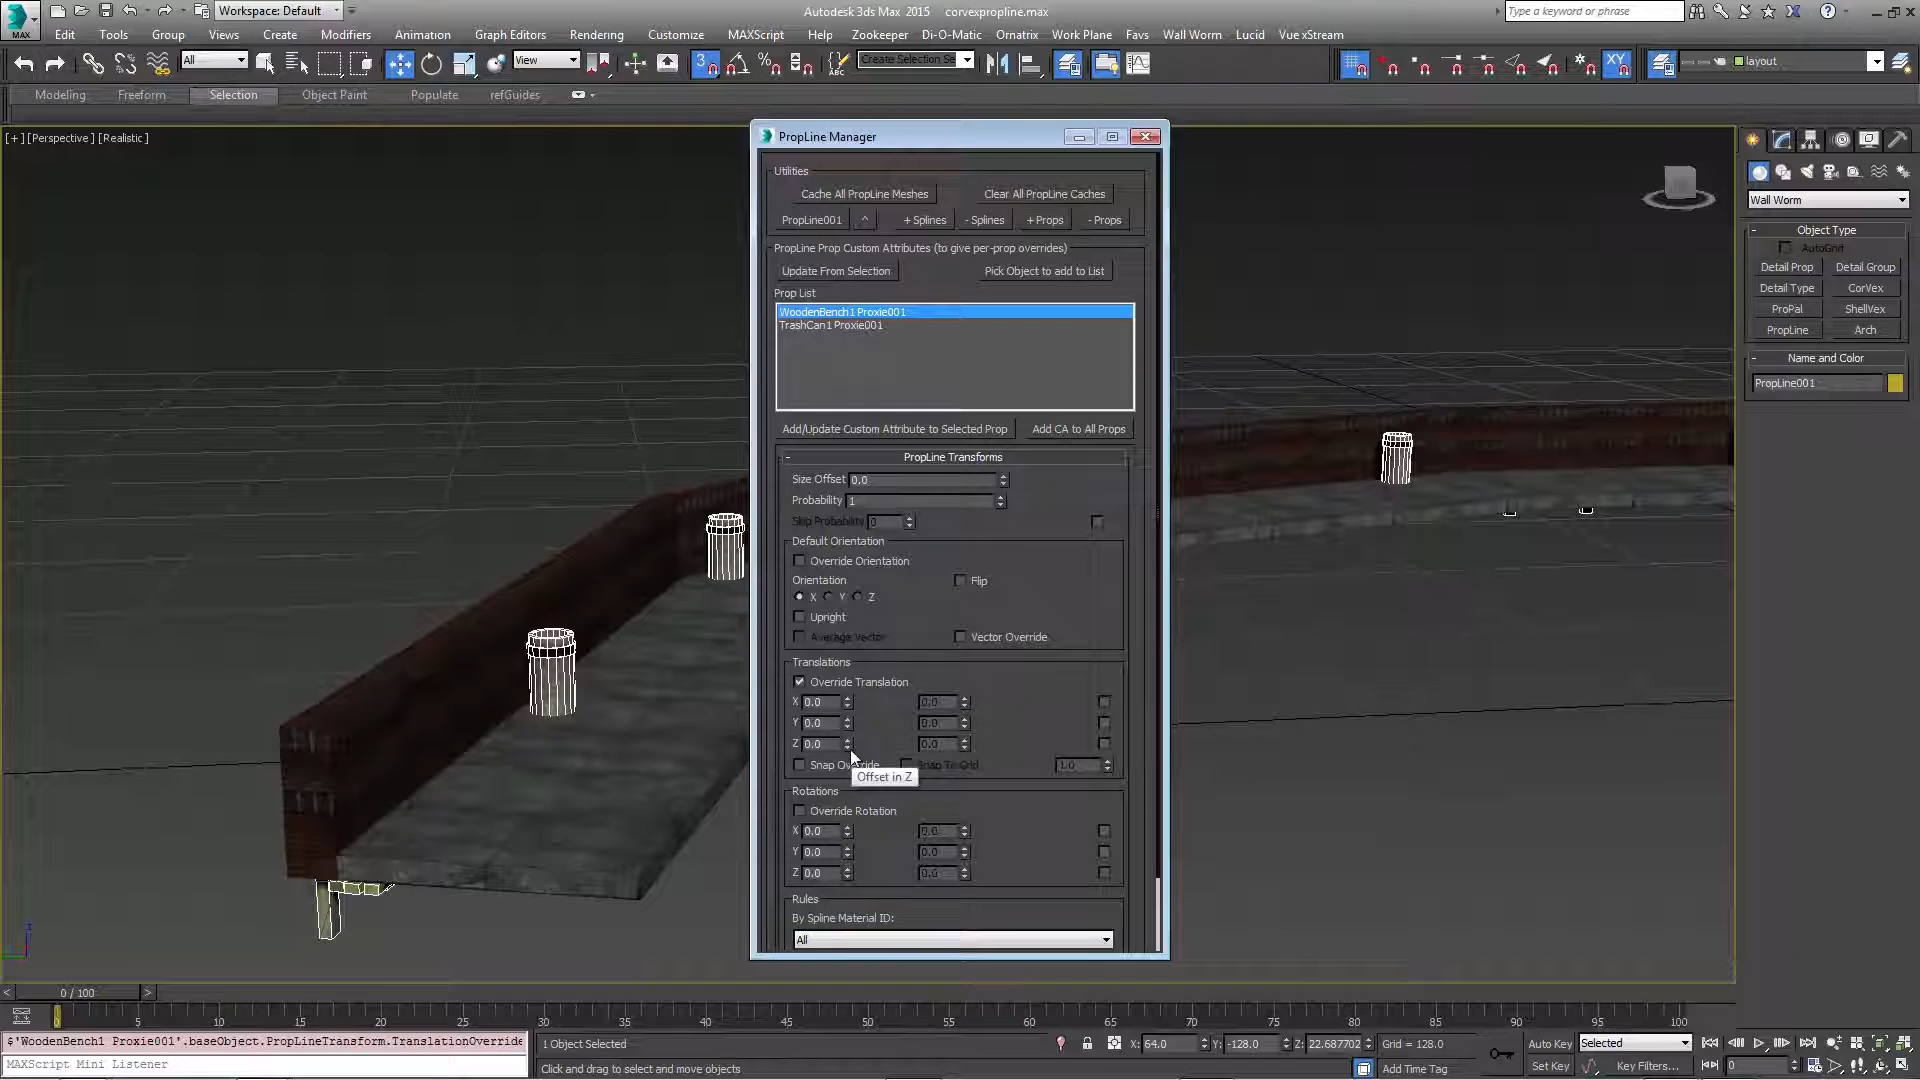 Workspace: Default
Autodesk 3ds Max 2015 corvexpropline.max
Type a keyword or phrase
MAX
Edit Tools Group Views Create Modifiers Animation Graph Editors Rendering Customize MAXScript Help Zookeeper Di-O-Matic Ornatrix Work Plane Favs Wall Worm Lucid Vue xStream
All View 3 Create Selection Se XY layout
Modeling Freeform Selection Object Paint Populate refGuides
[+][Perspective][Realistic]
PropLine Manager
Utilities
Cache All PropLine Meshes Clear All PropLine Caches
PropLine001 ^ + Splines - Splines + Props - Props
PropLine Prop Custom Attributes (to give per-prop overrides)
Update From Selection Pick Object to add to List
Prop List
WoodenBench1 Proxie001
TrashCan1 Proxie001
Add/Update Custom Attribute to Selected Prop Add CA to All Props
- PropLine Transforms
Size Offset 0.0
Probability 1
Skip Probability 0
Default Orientation
Override Orientation
Orientation Flip
X Y Z
Upright
Average Vector Vector Override
Translations
Override Translation
X 0.0 0.0
Y 0.0 0.0
Z 0.0 0.0
Snap Override Snap To Grid 1.0
Offset in Z
Rotations
Override Rotation
X 0.0 0.0
Y 0.0 0.0
Z 0.0 0.0
Rules
By Spline Material ID:
All
Wall Worm
- Object Type
AutoGrid
Detail Prop Detail Group
Detail Type CorVex
ProPal ShellVex
PropLine Arch
- Name and Color
PropLine001
< 0 / 100 >
0 5 10 15 20 25 30 35 40 45 50 55 60 65 70 75 80 85 90 95 100
$'WoodenBench1 Proxie001'.baseObject.PropLineTransform.TranslationOverride
MAXScript Mini Listener
1 Object Selected X: 64.0 Y: -128.0 Z: 22.687702 Grid = 128.0 Auto Key Selected
Click and drag to select and move objects Add Time Tag Set Key Key Filters... 0